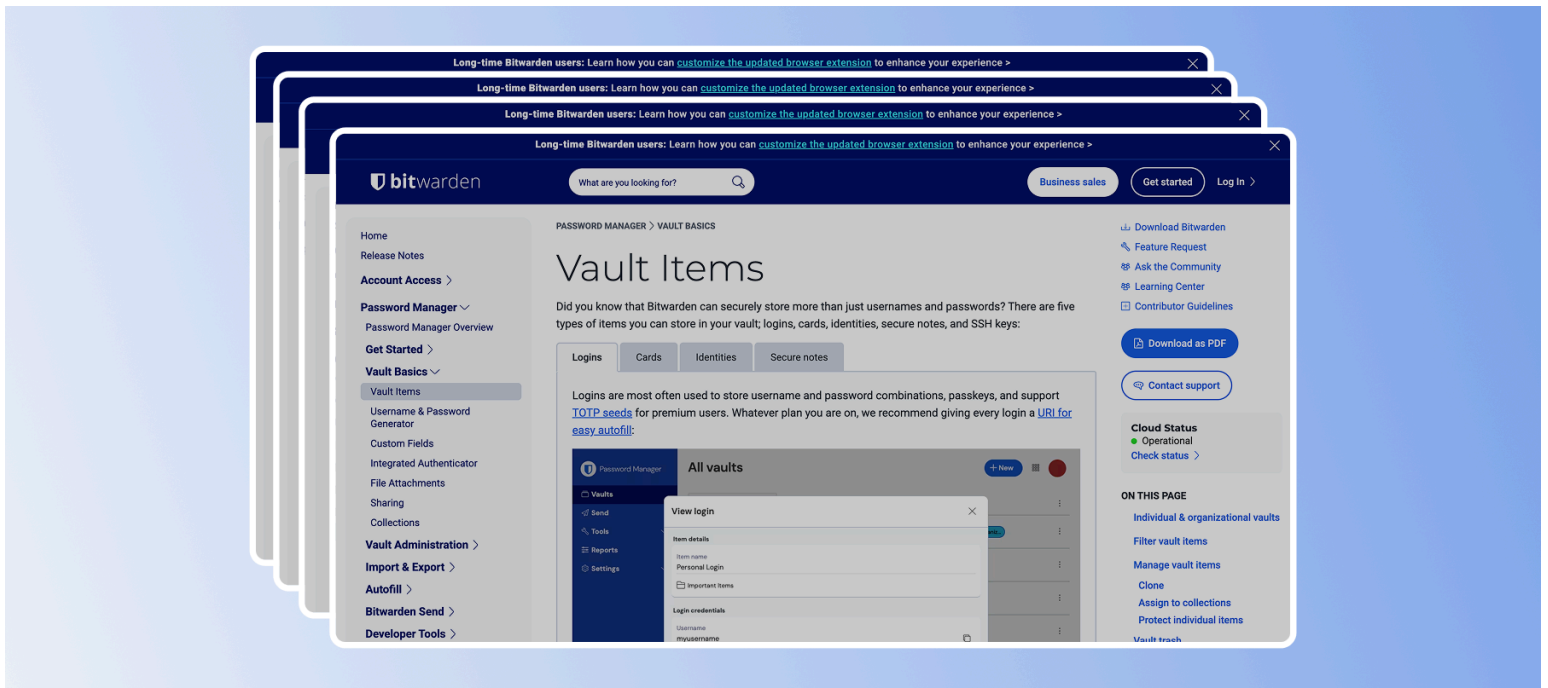 Long-time Bitwarden users: Learn how you can customize the updated browser extension to enhance your experience >
Long-time Bitwarden users: Learn how you can customize the updated browser extension to enhance your experience >
Long-time Bitwarden users: Learn how you can customize the updated browser extension to enhance your experience >
Long-time Bitwarden users: Learn how you can customize the updated browser extension to enhance your experience >
bitwarden
What are you looking for?
Business sales
Get started
Log In >
Home
Release Notes
Account Access >
Password Manager
Password Manager Overview
Get Started >
Vault Basics
Vault Items
Username & Password
Generator
Custom Fields
Integrated Authenticator
File Attachments
Sharing
Collections
Vault Administration >
Import & Export >
Autofill >
Bitwarden Send >
Developer Tools >
PASSWORD MANAGER > VAULT BASICS
Vault Items
Did you know that Bitwarden can securely store more than just usernames and passwords? There are five
types of items you can store in your vault; logins, cards, identities, secure notes, and SSH keys:
Logins
Cards
Identities
Secure notes
Logins are most often used to store username and password combinations, passkeys, and support
TOTP seeds for premium users. Whatever plan you are on, we recommend giving every login a URI for
easy autofill:
Password Manager
Vaults
Send
Tools
Reports
Settings
All vaults
+ New
View login
Item details
Item name
Personal Login
Important Items
Login credentials
Username
myusername
Download Bitwarden
Feature Request
Ask the Community
Learning Center
Contributor Guidelines
Download as PDF
Contact support
Cloud Status
Operational
Check status >
ON THIS PAGE
Individual & organizational vaults
Filter vault items
Manage vault items
Clone
Assign to collections
Protect individual items
Vault trash